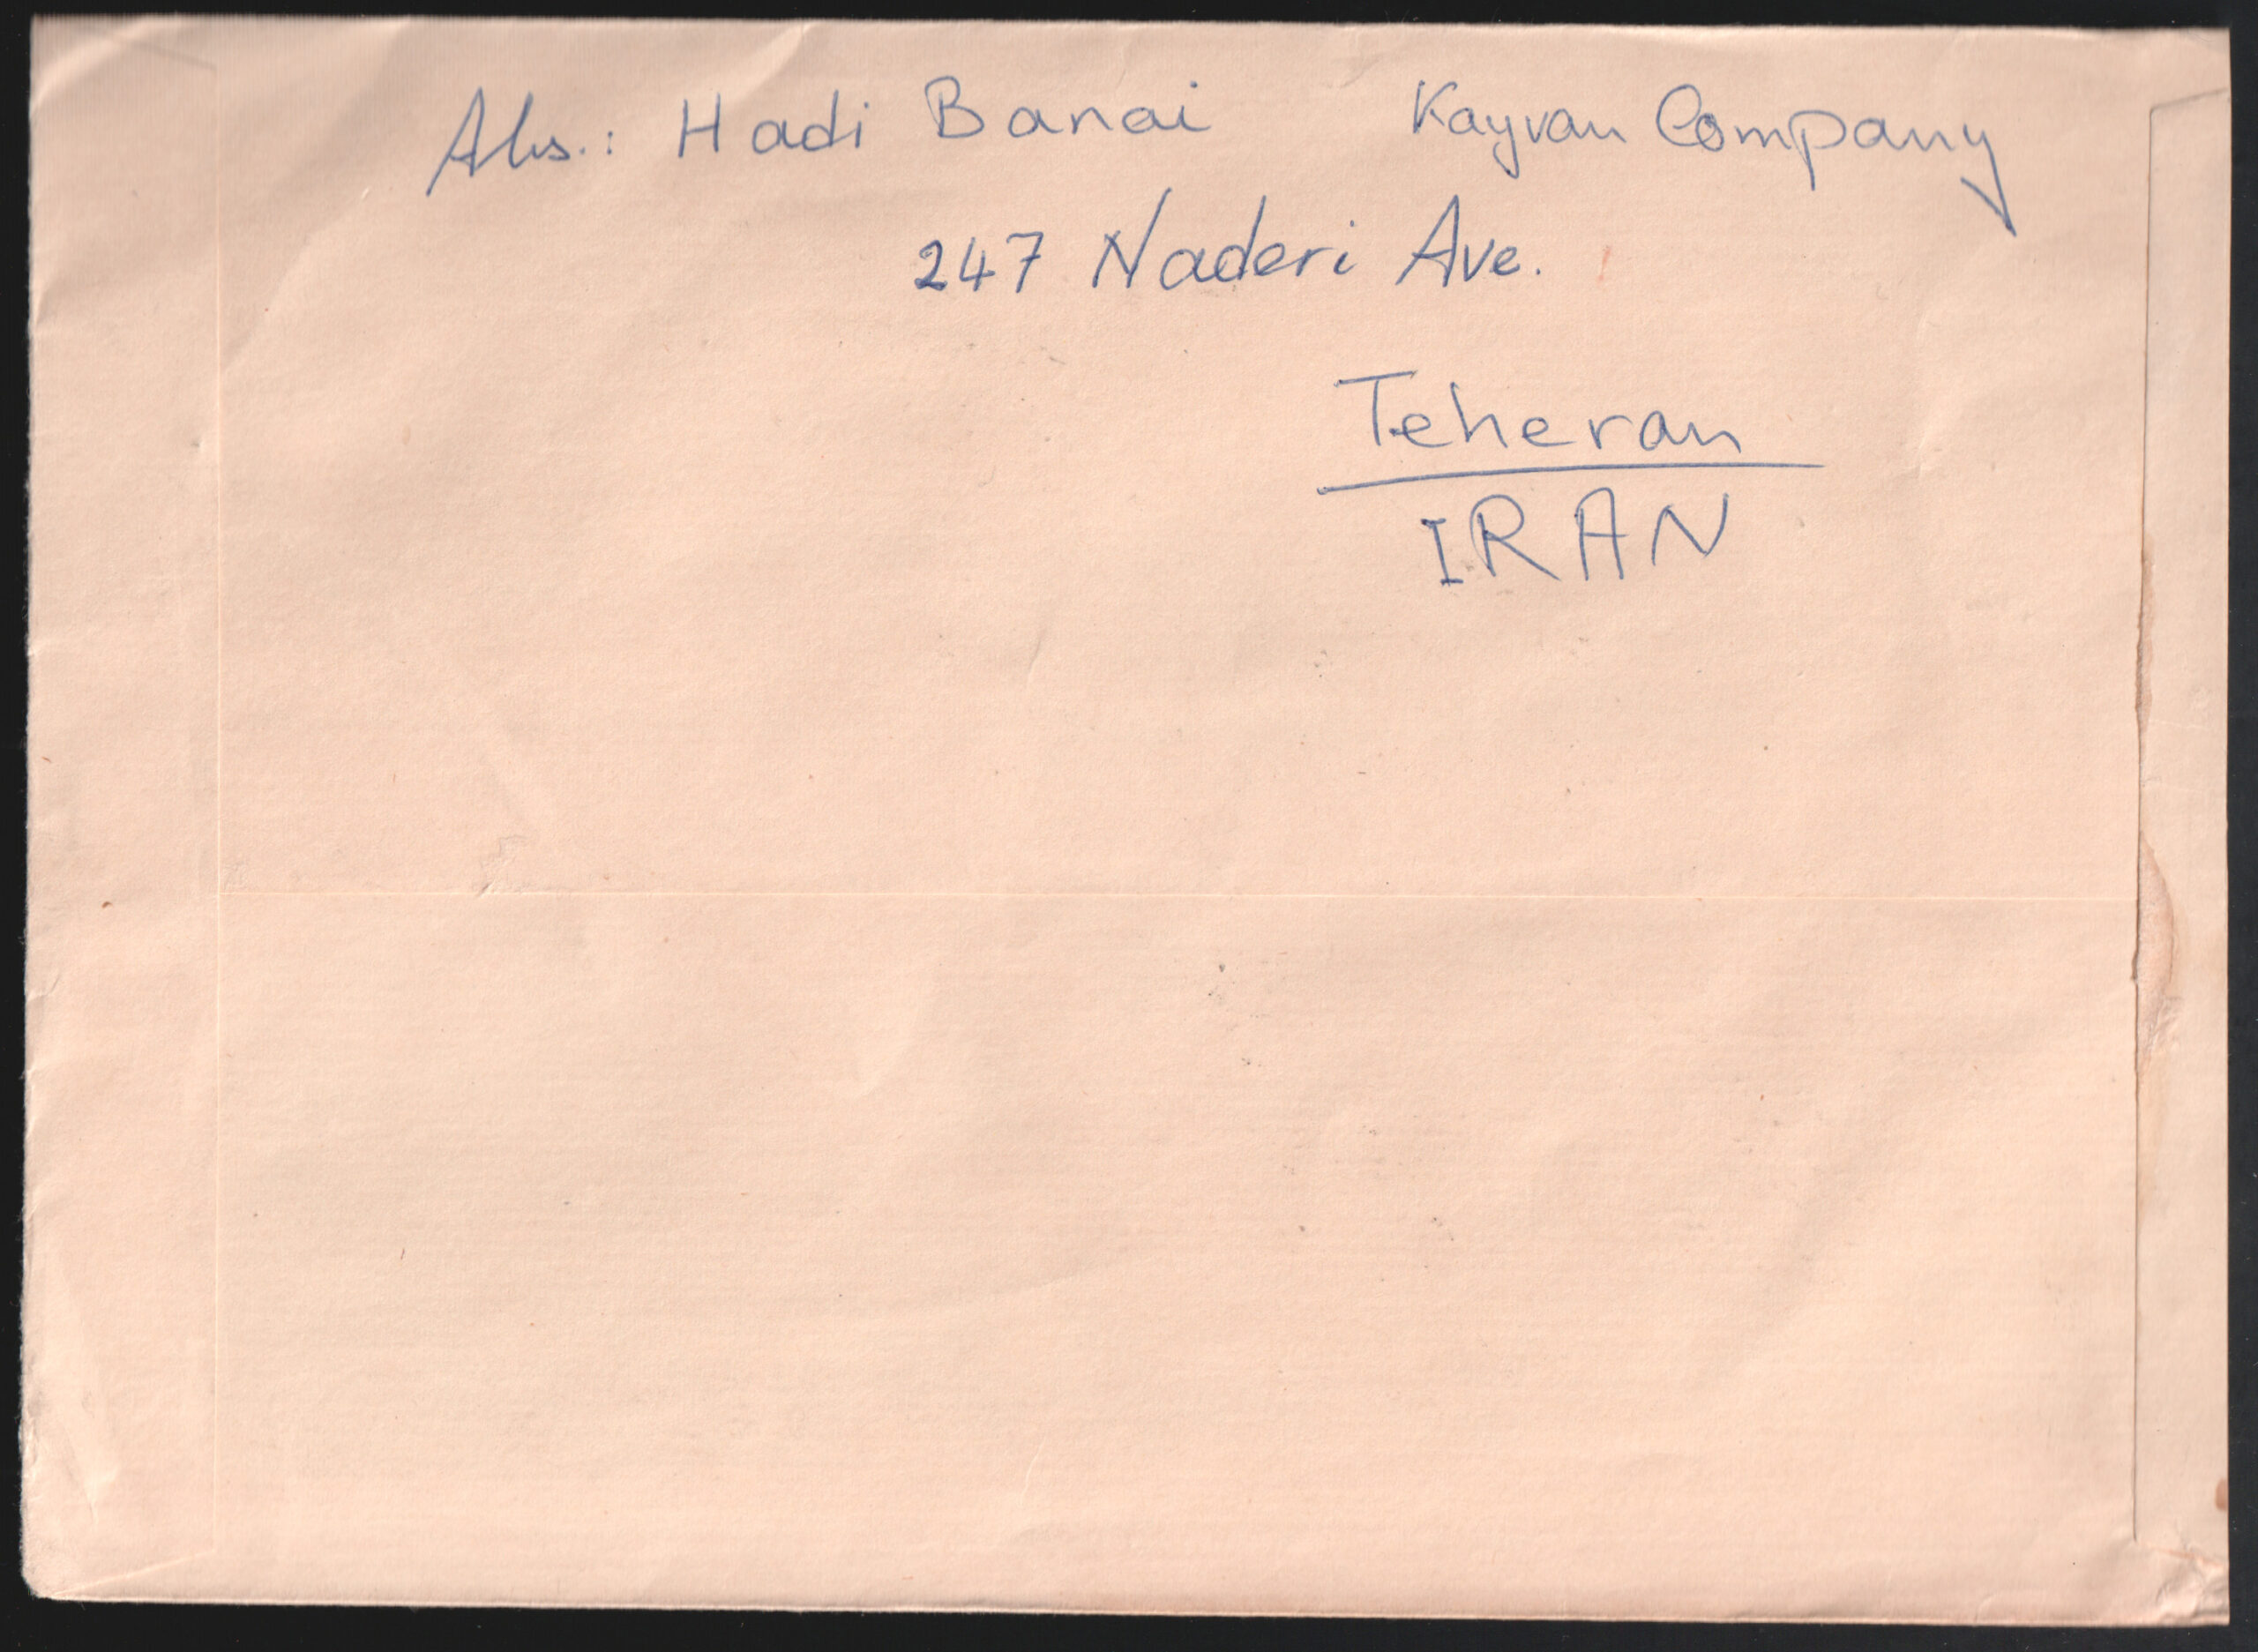 Abs.: Hadi Banai Kayvan Company
247 Naderi Ave.
Teheran
IRAN